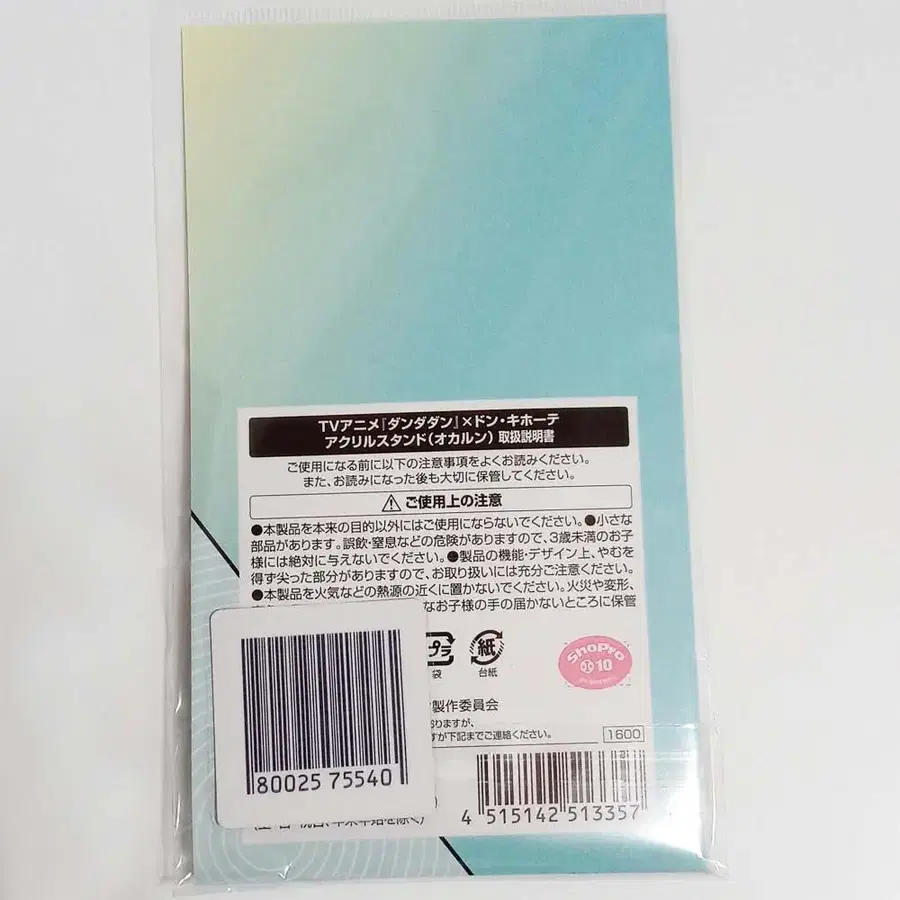 TVアニメ『ダンダダン』×ドン・キホーテ
アクリルスタンド(オカルン) 取扱説明書
ご使用になる前に以下の注意事項をよくお読みください。
また、お読みになった後も大切に保管してください。
ご使用上の注意
●本製品を本来の目的以外にはご使用にならないでください。●小さな
部品があります。誤飲・窒息などの危険がありますので、3歳未満のお子
様には絶対に与えないでください。●製品の機能・デザイン上、やむを
得ず尖った部分がありますので、お取り扱いには充分ご注意ください。
●本製品を火気などの熱源の近くに置かないでください。火災や変形、
なお子様の手の届かないところに保管
プラ
袋
紙
台紙
ShoPro
小 10
製作委員会
おりますが、
すが下記までご連絡ください。
1600
80025 75540
4 515142 513357